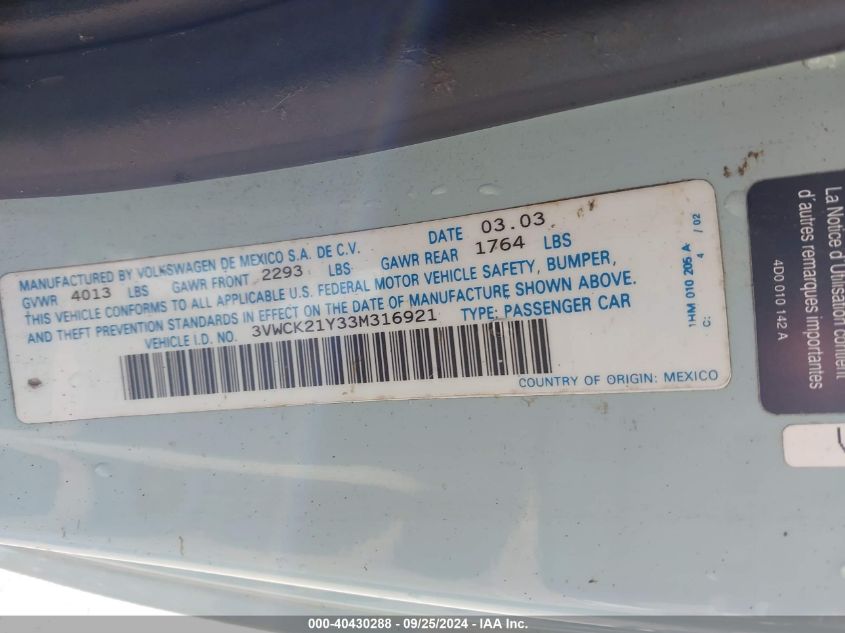 MANUFACTURED BY VOLKSWAGEN DE MEXICO S.A. DE C.V. DATE 03.03
GVWR 4013 LBS GAWR FRONT 2293 LBS GAWR REAR 1764 LBS
THIS VEHICLE CONFORMS TO ALL APPLICABLE U.S. FEDERAL MOTOR VEHICLE SAFETY, BUMPER,
AND THEFT PREVENTION STANDARDS IN EFFECT ON THE DATE OF MANUFACTURE SHOWN ABOVE.
VEHICLE I.D. NO. 3VWCK21Y33M316921 TYPE: PASSENGER CAR
COUNTRY OF ORIGIN: MEXICO
1HM 010 205 A
C: 4 / 02
La Notice d'Utilisation contient
d'autres remarques importantes
4D0 010 142 A
000-40430288 - 09/25/2024 - IAA Inc.